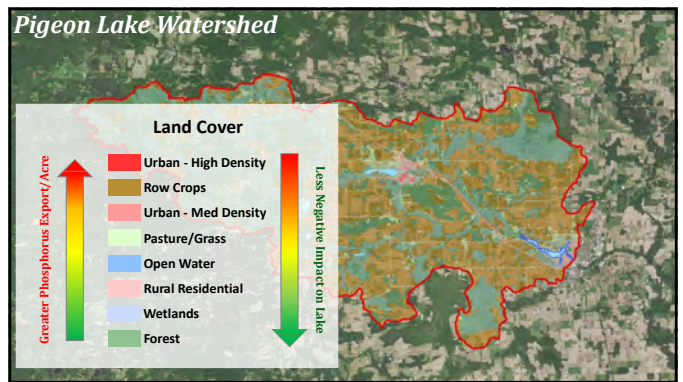 Pigeon Lake Watershed
Land Cover
Greater Phosphorus Export/Acre
Urban - High Density
Row Crops
Urban - Med Density
Pasture/Grass
Open Water
Rural Residential
Wetlands
Forest
Less Negative Impact on Lake